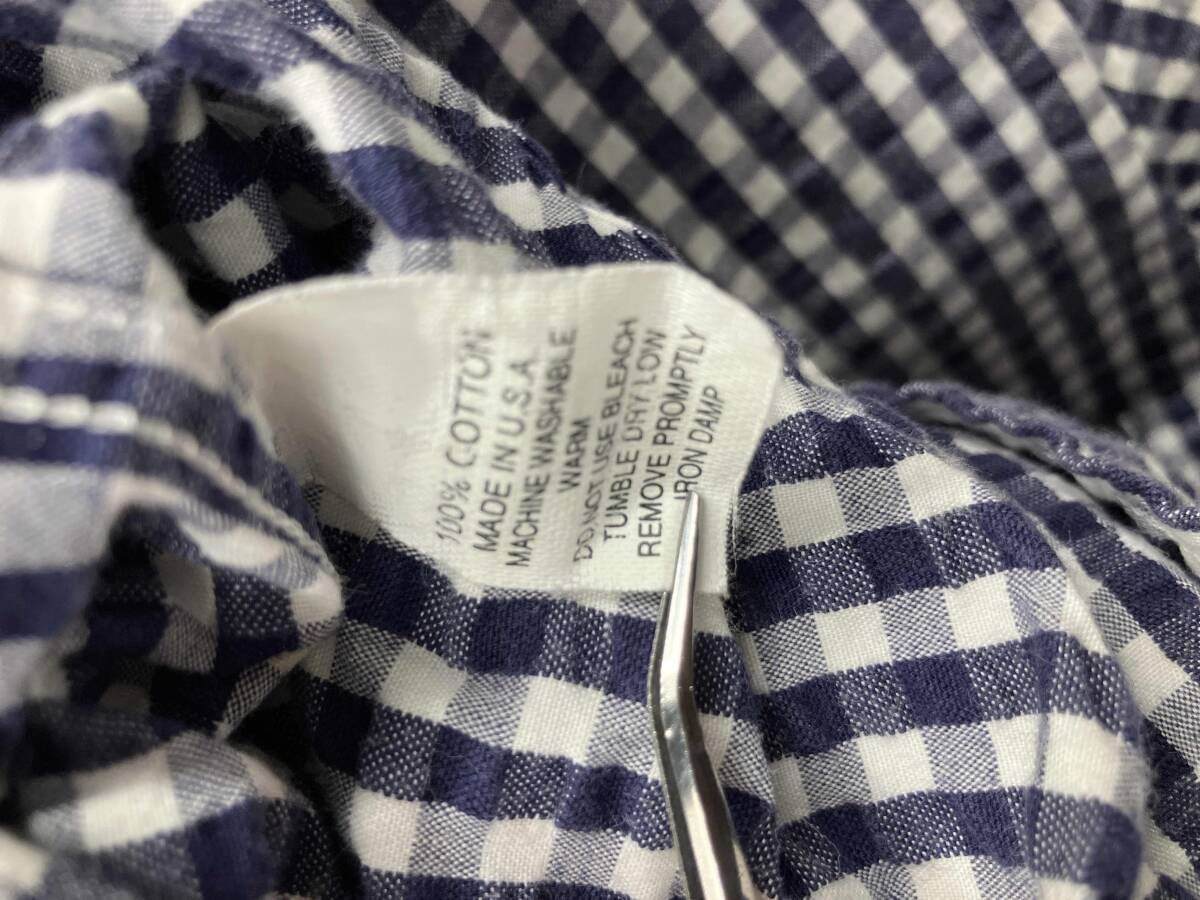 100% COTTON
MADE IN U.S.A.
MACHINE WASHABLE
WARM
DO NOT USE BLEACH
TUMBLE DRY LOW
REMOVE PROMPTLY
IRON DAMP